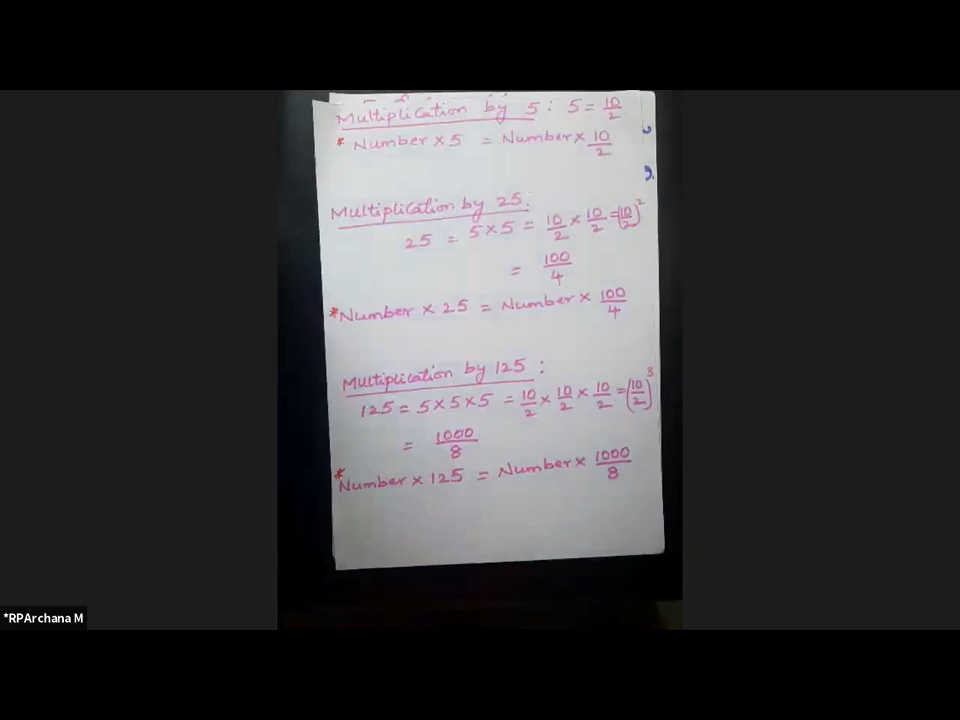 Multiplication by 5 : 5 = 10/2
* Number × 5 = Number × 10/2
Multiplication by 25:
25 = 5 × 5 = 10/2 × 10/2 = (10/2)²
= 100/4
*Number × 25 = Number × 100/4
Multiplication by 125 :
125 = 5 × 5 × 5 = 10/2 × 10/2 × 10/2 = (10/2)³
= 1000/8
*Number × 125 = Number × 1000/8
*RPArchana M